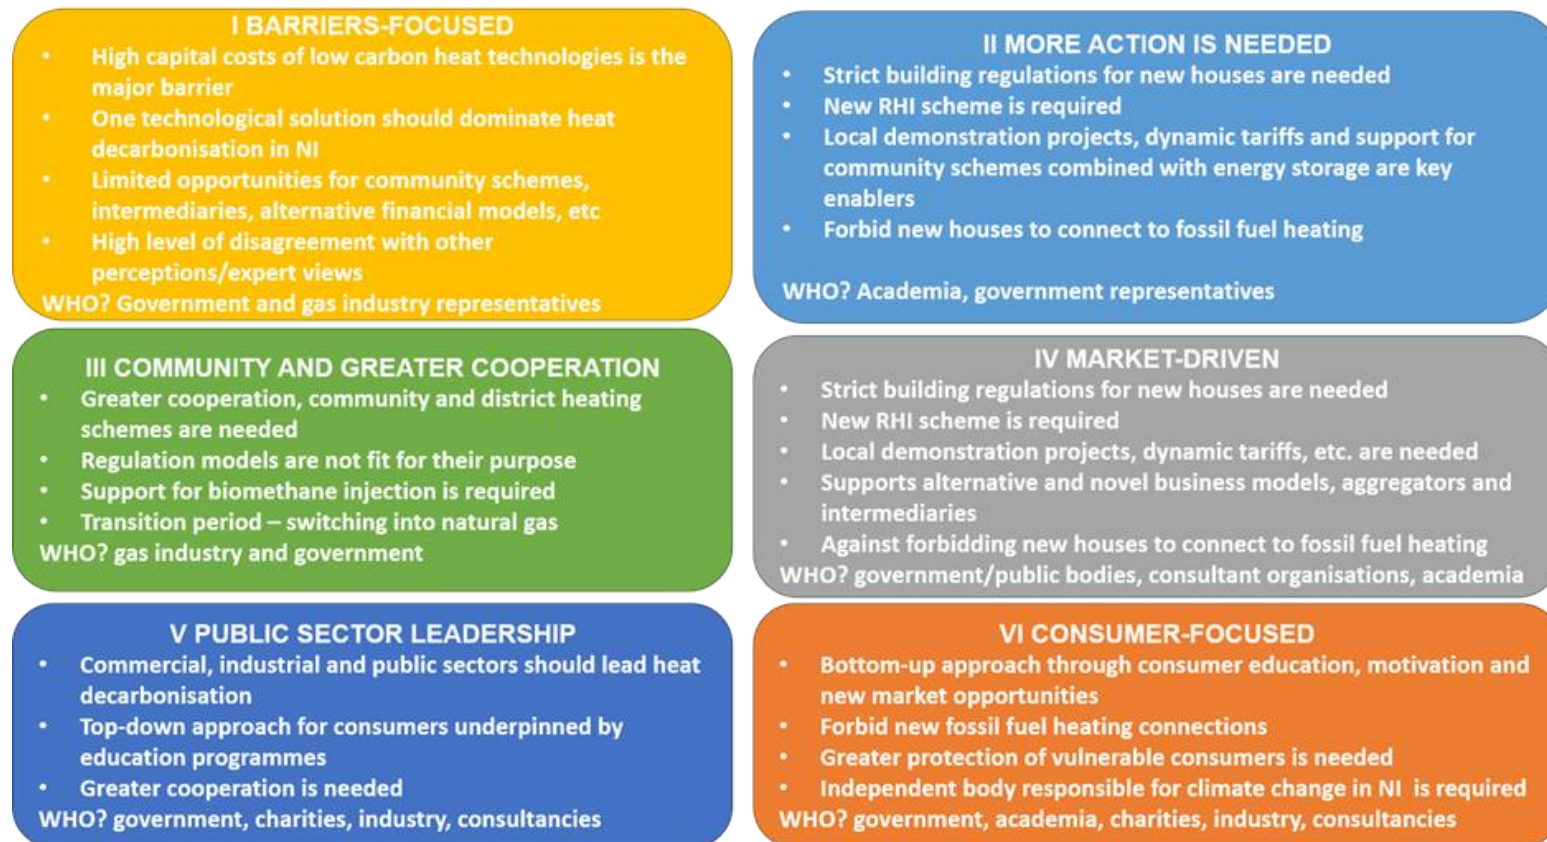 I BARRIERS-FOCUSED
• High capital costs of low carbon heat technologies is the
major barrier
• One technological solution should dominate heat
decarbonisation in NI
• Limited opportunities for community schemes,
intermediaries, alternative financial models, etc
• High level of disagreement with other
perceptions/expert views
WHO? Government and gas industry representatives
II MORE ACTION IS NEEDED
• Strict building regulations for new houses are needed
• New RHI scheme is required
• Local demonstration projects, dynamic tariffs and support for
community schemes combined with energy storage are key
enablers
• Forbid new houses to connect to fossil fuel heating
WHO? Academia, government representatives
III COMMUNITY AND GREATER COOPERATION
• Greater cooperation, community and district heating
schemes are needed
• Regulation models are not fit for their purpose
• Support for biomethane injection is required
• Transition period – switching into natural gas
WHO? gas industry and government
IV MARKET-DRIVEN
• Strict building regulations for new houses are needed
• New RHI scheme is required
• Local demonstration projects, dynamic tariffs, etc. are needed
• Supports alternative and novel business models, aggregators and
intermediaries
• Against forbidding new houses to connect to fossil fuel heating
WHO? government/public bodies, consultant organisations, academia
V PUBLIC SECTOR LEADERSHIP
• Commercial, industrial and public sectors should lead heat
decarbonisation
• Top-down approach for consumers underpinned by
education programmes
• Greater cooperation is needed
WHO? government, charities, industry, consultancies
VI CONSUMER-FOCUSED
• Bottom-up approach through consumer education, motivation and
new market opportunities
• Forbid new fossil fuel heating connections
• Greater protection of vulnerable consumers is needed
• Independent body responsible for climate change in NI is required
WHO? government, academia, charities, industry, consultancies